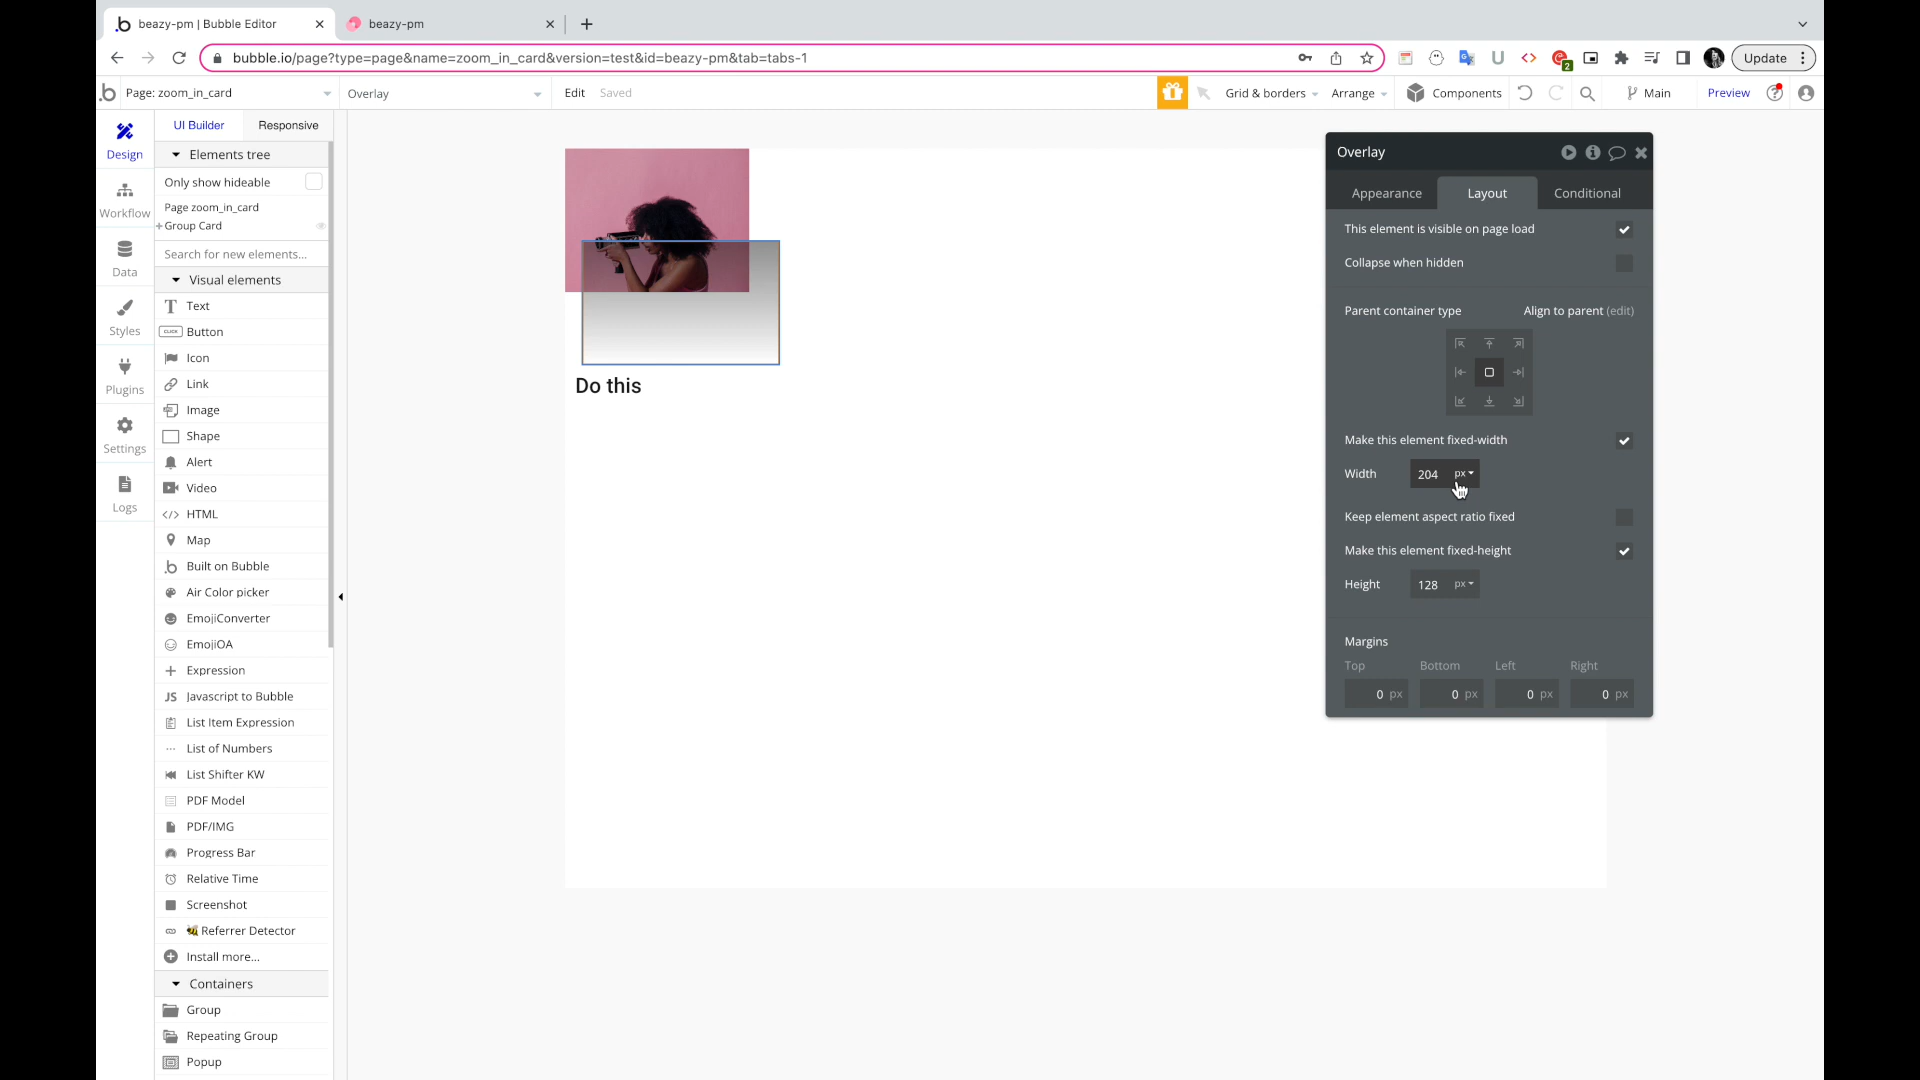 beazy-pm | Bubble Editor
beazy-pm
bubble.io/page?type=page&name=zoom_in_card&version=test&id=beazy-pm&tab=tabs-1
2
Update
Page: zoom_in_card
Overlay
Edit
Saved
Grid & borders
Arrange
Components
Main
Preview
Design
Workflow
Data
Styles
Plugins
Settings
Logs
UI Builder
Responsive
Elements tree
Only show hideable
Page zoom_in_card
+ Group Card
Search for new elements...
Visual elements
Text
CLICK Button
Icon
Link
Image
Shape
Alert
Video
</> HTML
Map
Built on Bubble
Air Color picker
EmojiConverter
EmojiOA
Expression
JS Javascript to Bubble
List Item Expression
List of Numbers
List Shifter KW
PDF Model
PDF/IMG
Progress Bar
Relative Time
Screenshot
🐝 Referrer Detector
Install more...
Containers
Group
Repeating Group
Popup
Do this
Overlay
Appearance
Layout
Conditional
This element is visible on page load
Collapse when hidden
Parent container type
Align to parent (edit)
Make this element fixed-width
Width 204 px
Keep element aspect ratio fixed
Make this element fixed-height
Height 128 px
Margins
Top Bottom Left Right
0 px 0 px 0 px 0 px